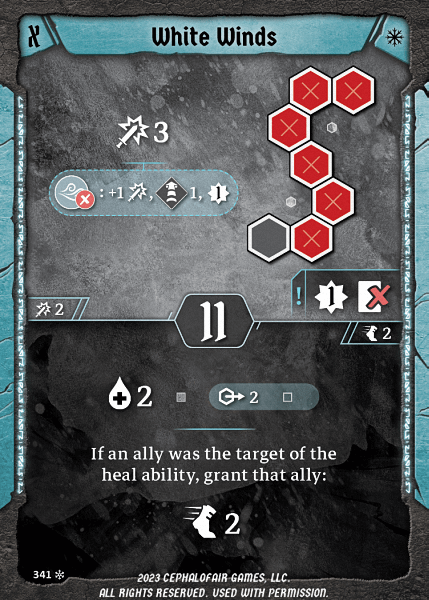 X White Winds
3
: +1 , 1, 1
! 1
2
11
2
2 2
If an ally was the target of the
heal ability, grant that ally:
2
341
2023 CEPHALOFAIR GAMES, LLC.
ALL RIGHTS RESERVED. USED WITH PERMISSION.